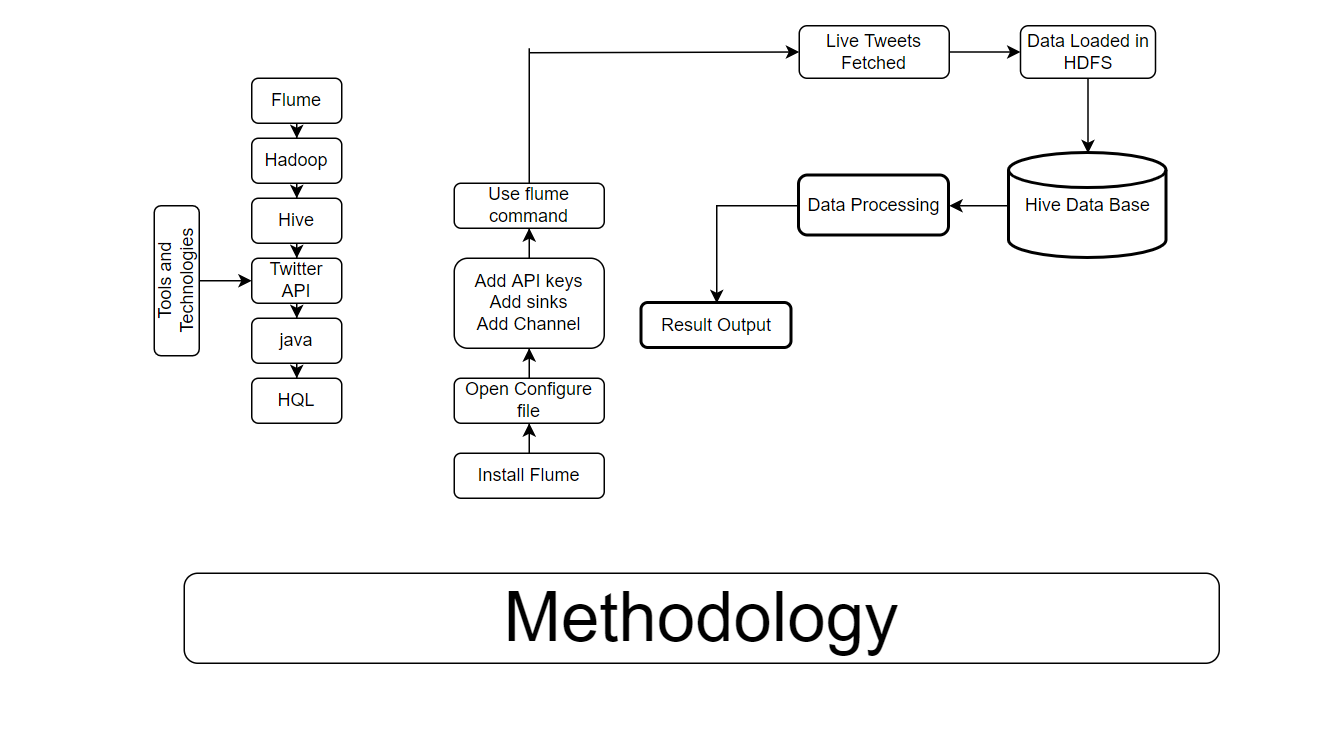 Tools and
Technologies
Flume
Hadoop
Hive
Twitter
API
java
HQL
Use flume
command
Add API keys
Add sinks
Add Channel
Open Configure
file
Install Flume
Live Tweets
Fetched
Data Loaded in
HDFS
Hive Data Base
Data Processing
Result Output
Methodology